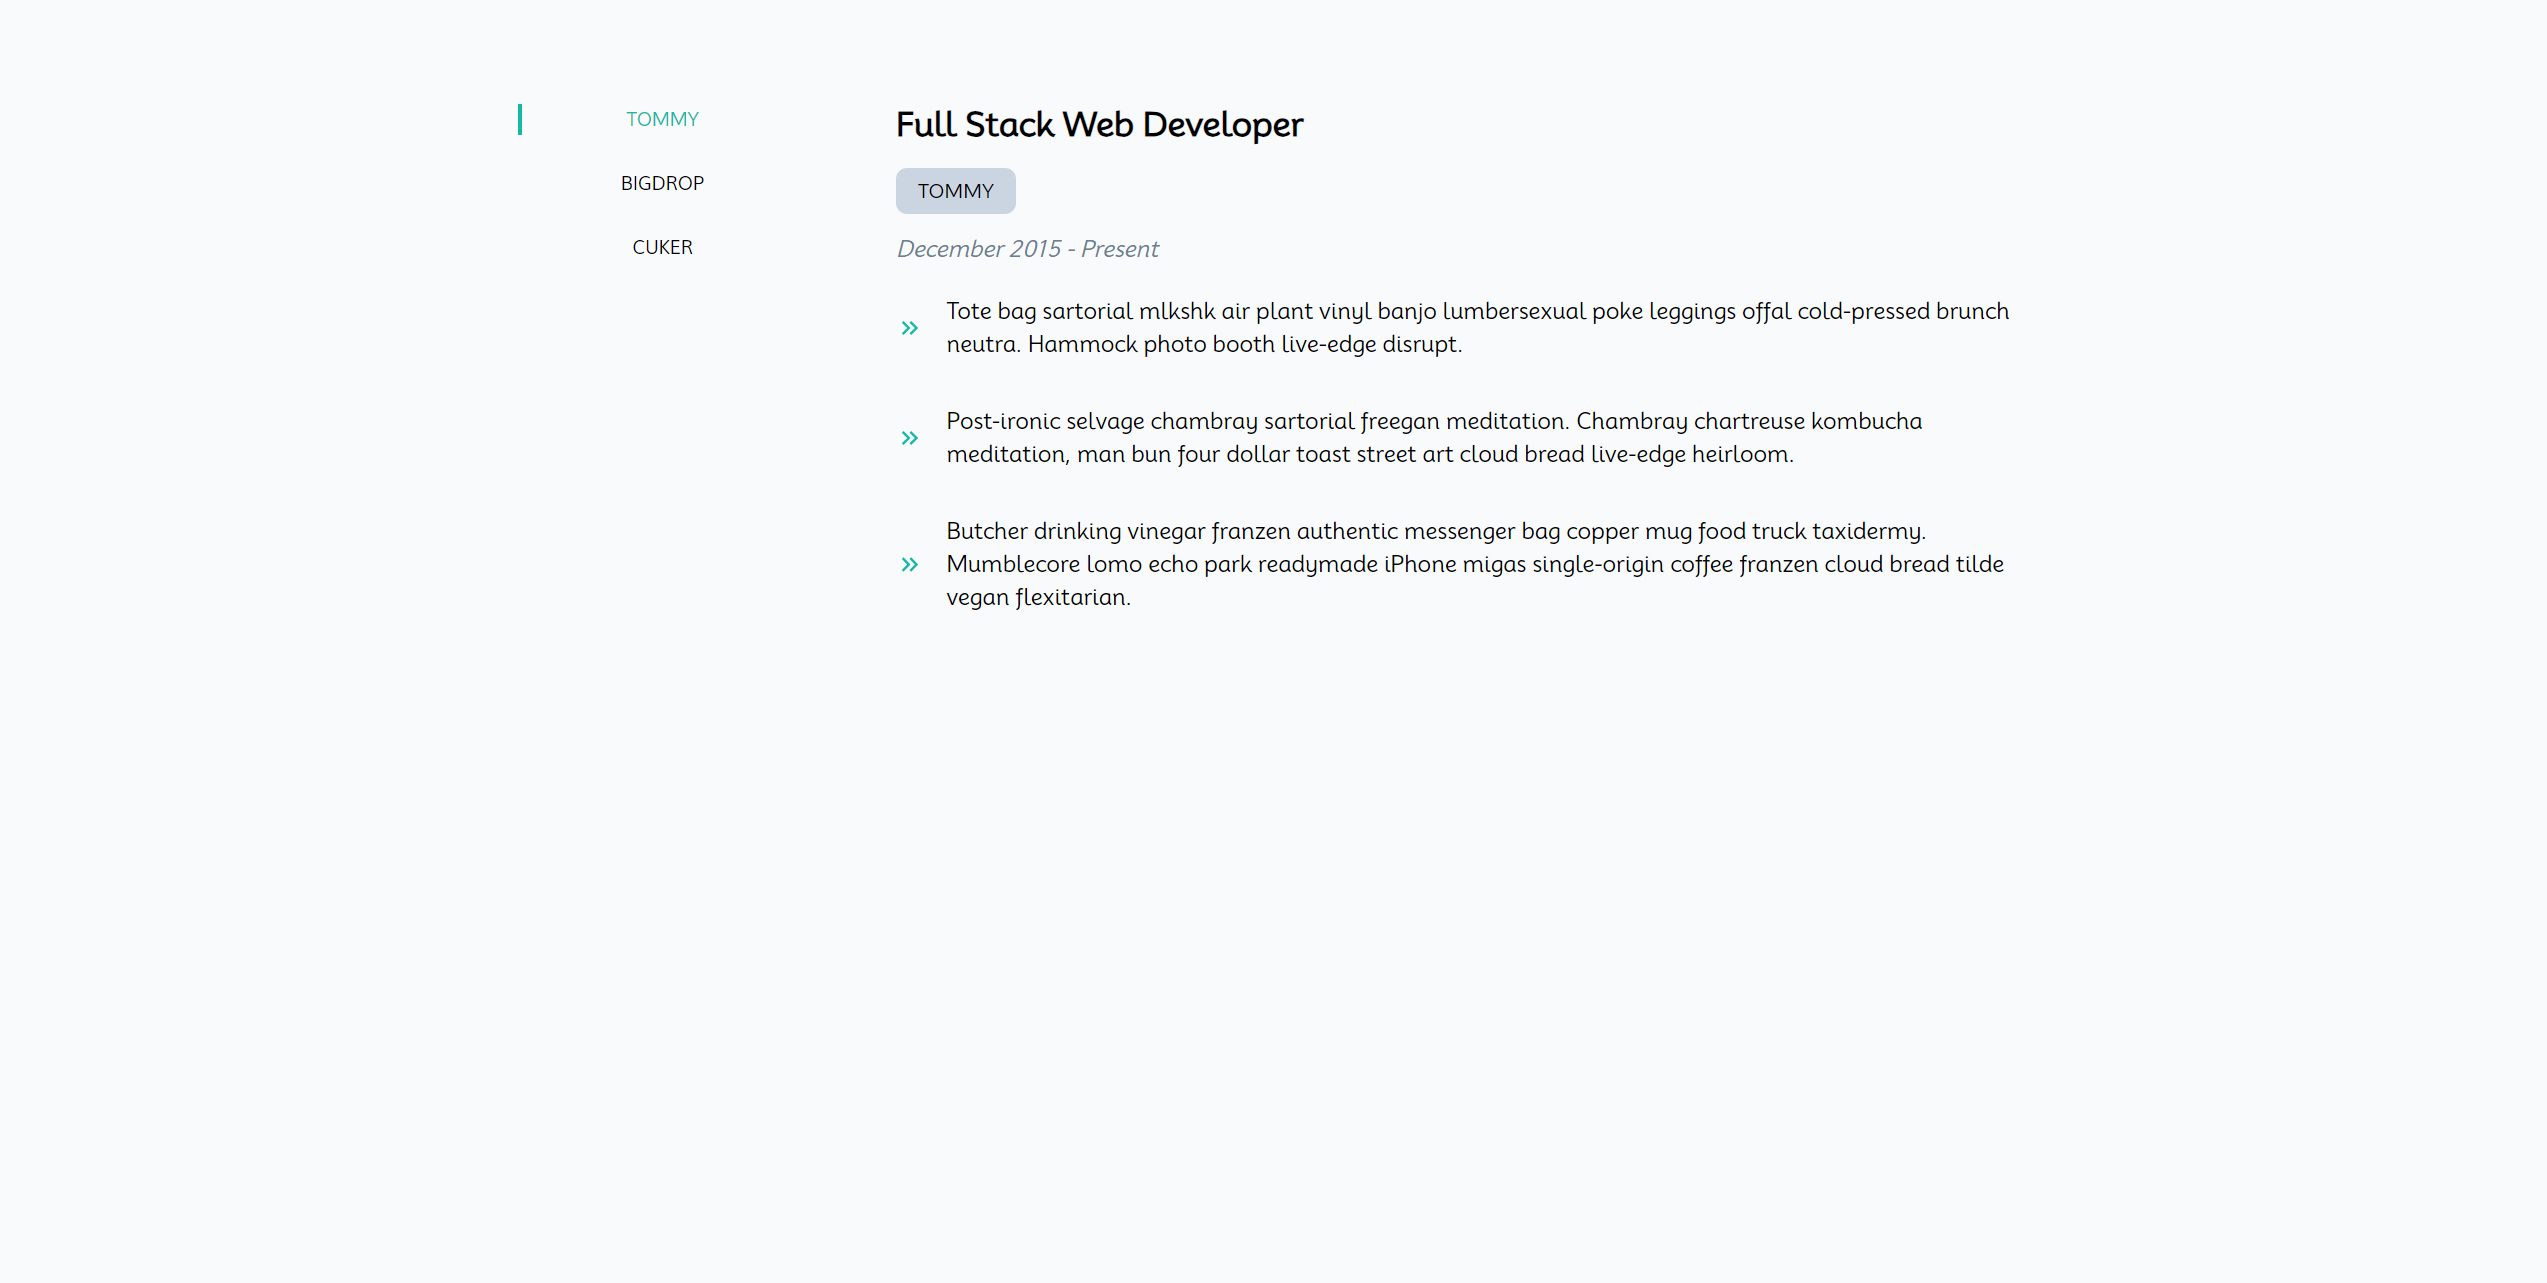 TOMMY
BIGDROP
CUKER
Full Stack Web Developer
TOMMY
December 2015 - Present
Tote bag sartorial mlkshk air plant vinyl banjo lumbersexual poke leggings offal cold-pressed brunch
neutra. Hammock photo booth live-edge disrupt.
Post-ironic selvage chambray sartorial freegan meditation. Chambray chartreuse kombucha
meditation, man bun four dollar toast street art cloud bread live-edge heirloom.
Butcher drinking vinegar franzen authentic messenger bag copper mug food truck taxidermy.
Mumblecore lomo echo park readymade iPhone migas single-origin coffee franzen cloud bread tilde
vegan flexitarian.